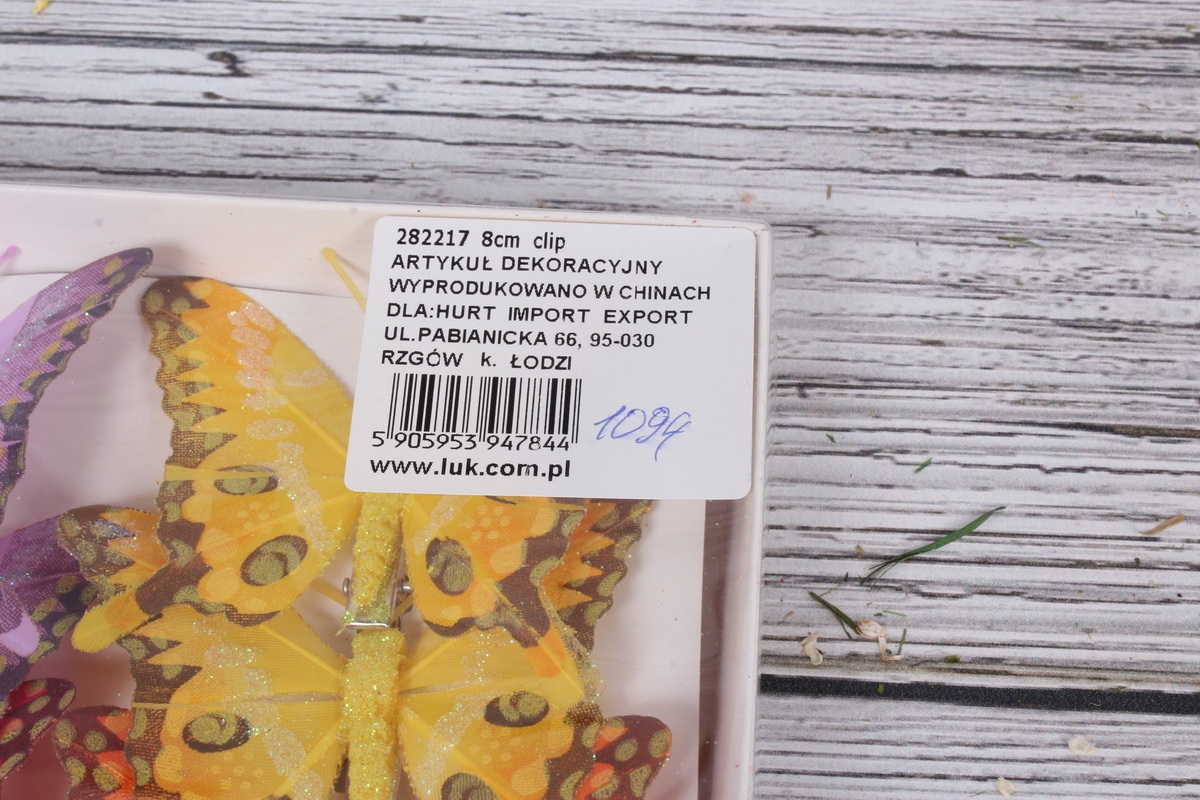 282217 8cm clip
ARTYKUŁ DEKORACYJNY
WYPRODUKOWANO W CHINACH
DLA:HURT IMPORT EXPORT
UL.PABIANICKA 66, 95-030
RZGÓW k. ŁODZI
5 905953 947844
1094
www.luk.com.pl